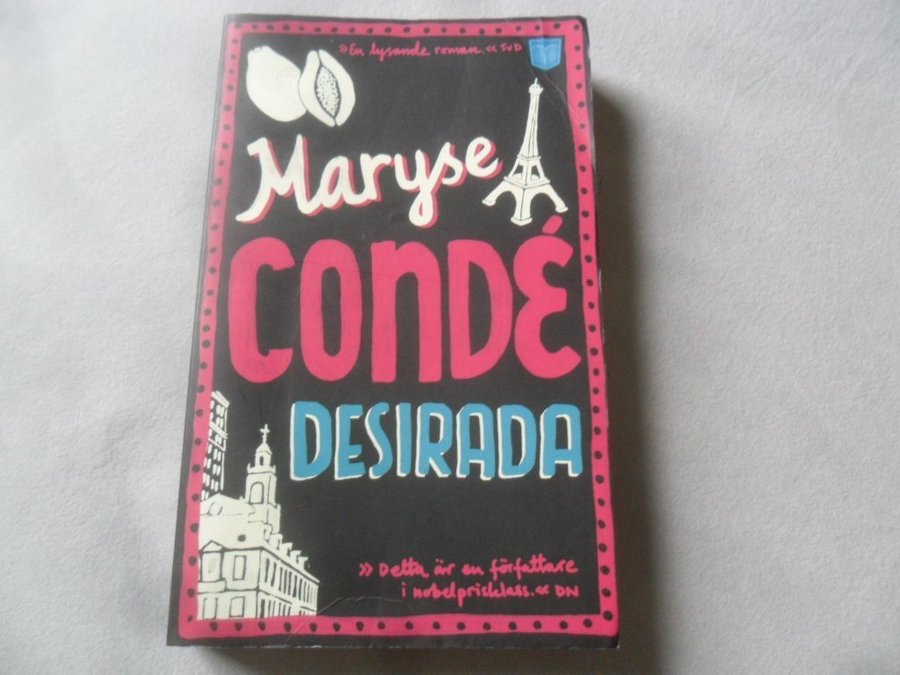 »En lysande roman.« SvD
Maryse
CONDÉ
DESIRADA
»Detta är en författare
i nobelprisklass.« DN